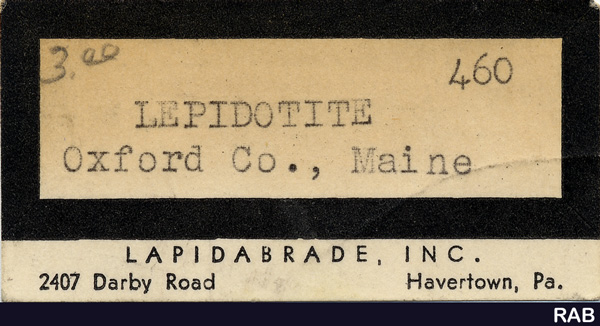 3.00
460
LEPIDOTITE
Oxford Co., Maine
LAPIDABRADE, INC.
2407 Darby Road Havertown, Pa.
RAB